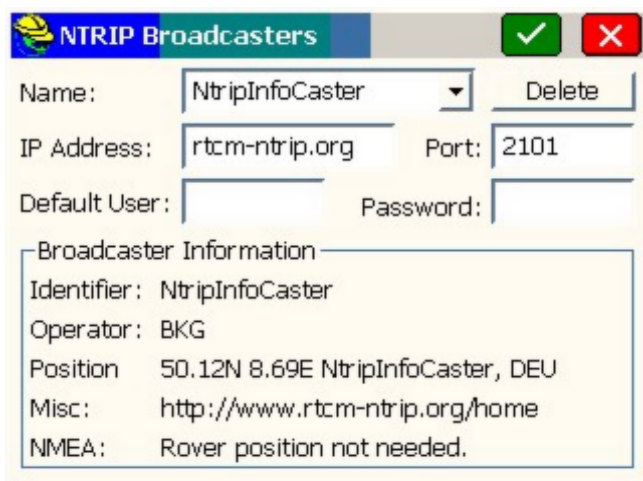 NTRIP Broadcasters
Name: NtripInfoCaster Delete
IP Address: rtcm-ntrip.org Port: 2101
Default User: Password:
Broadcaster Information
Identifier: NtripInfoCaster
Operator: BKG
Position 50.12N 8.69E NtripInfoCaster, DEU
Misc: http://www.rtcm-ntrip.org/home
NMEA: Rover position not needed.